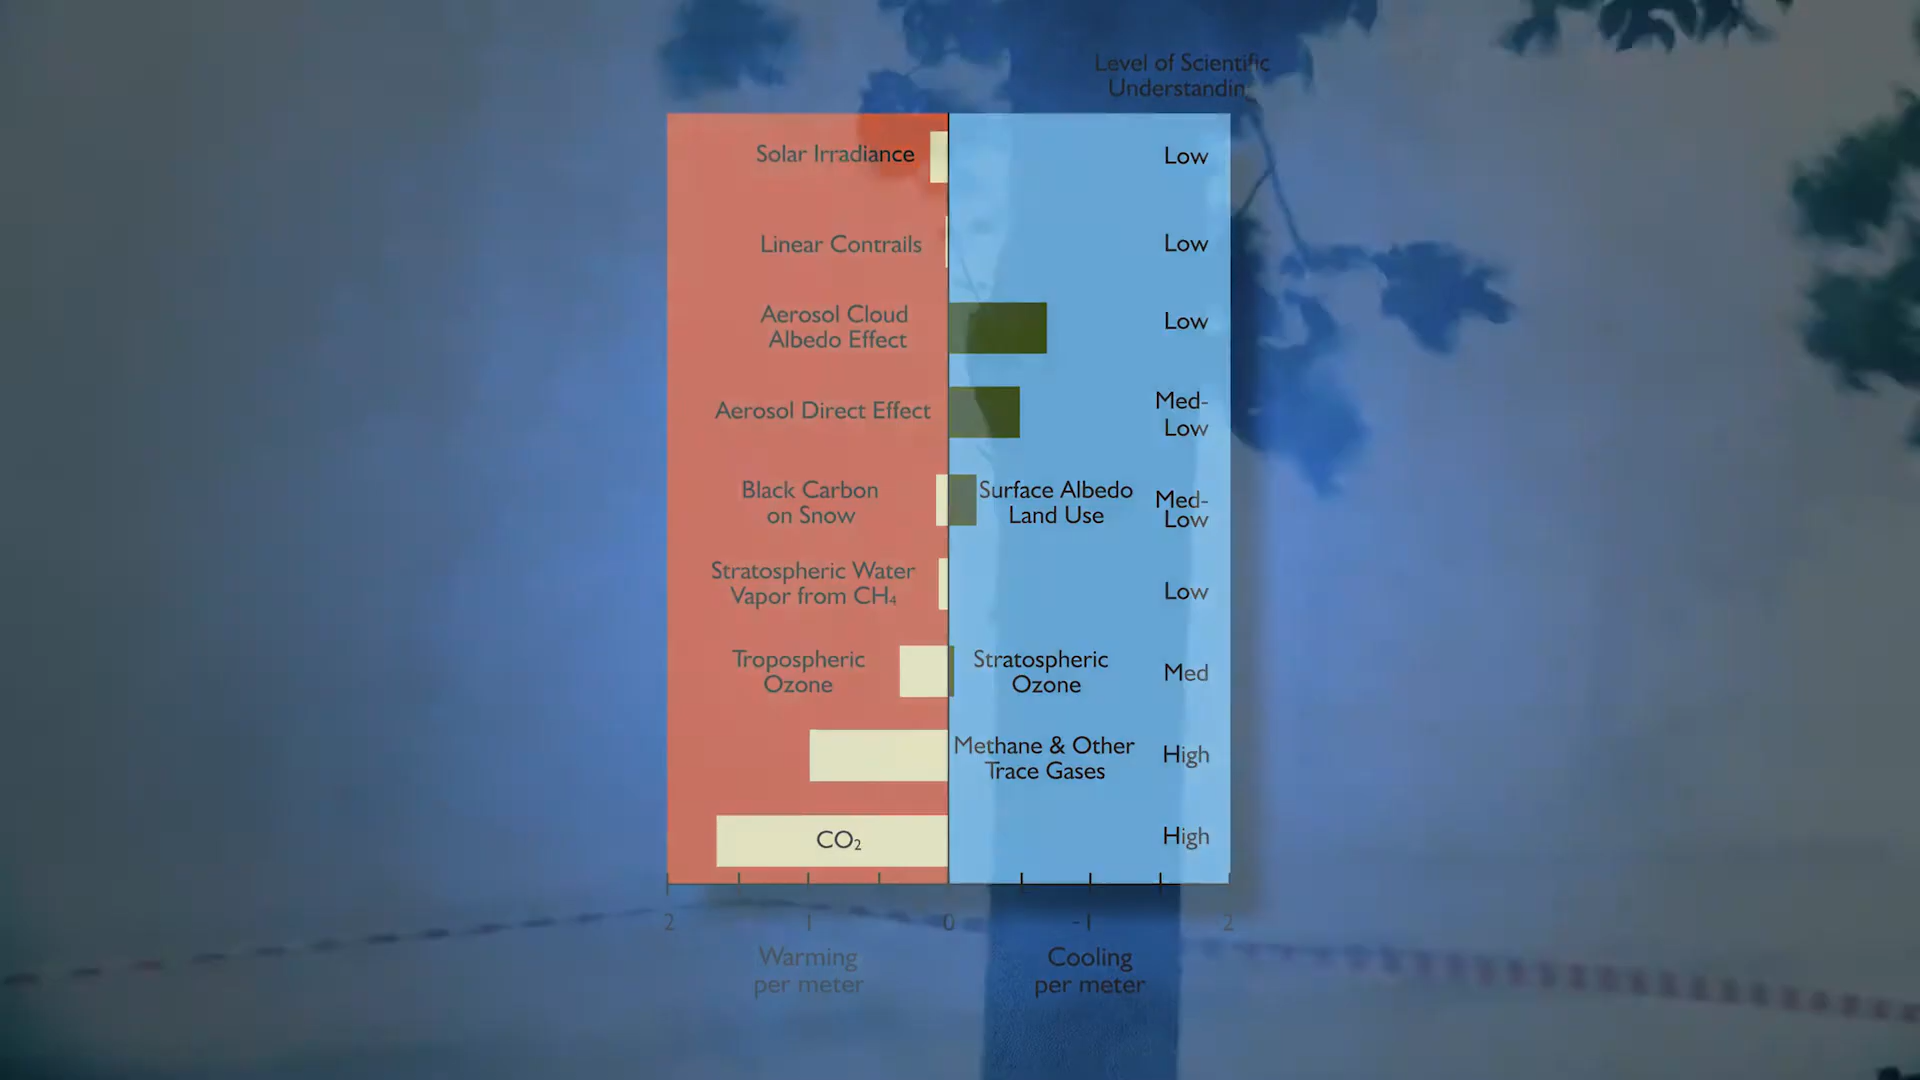 Level of Scientific
Understanding
Solar Irradiance
Low
Linear Contrails
Low
Aerosol Cloud
Albedo Effect
Low
Aerosol Direct Effect
Med-
Low
Black Carbon
on Snow
Surface Albedo
Land Use
Med-
Low
Stratospheric Water
Vapor from CH₄
Low
Tropospheric
Ozone
Stratospheric
Ozone
Med
Methane & Other
Trace Gases
High
CO₂
High
2 1 0 -1 2
Warming
per meter
Cooling
per meter